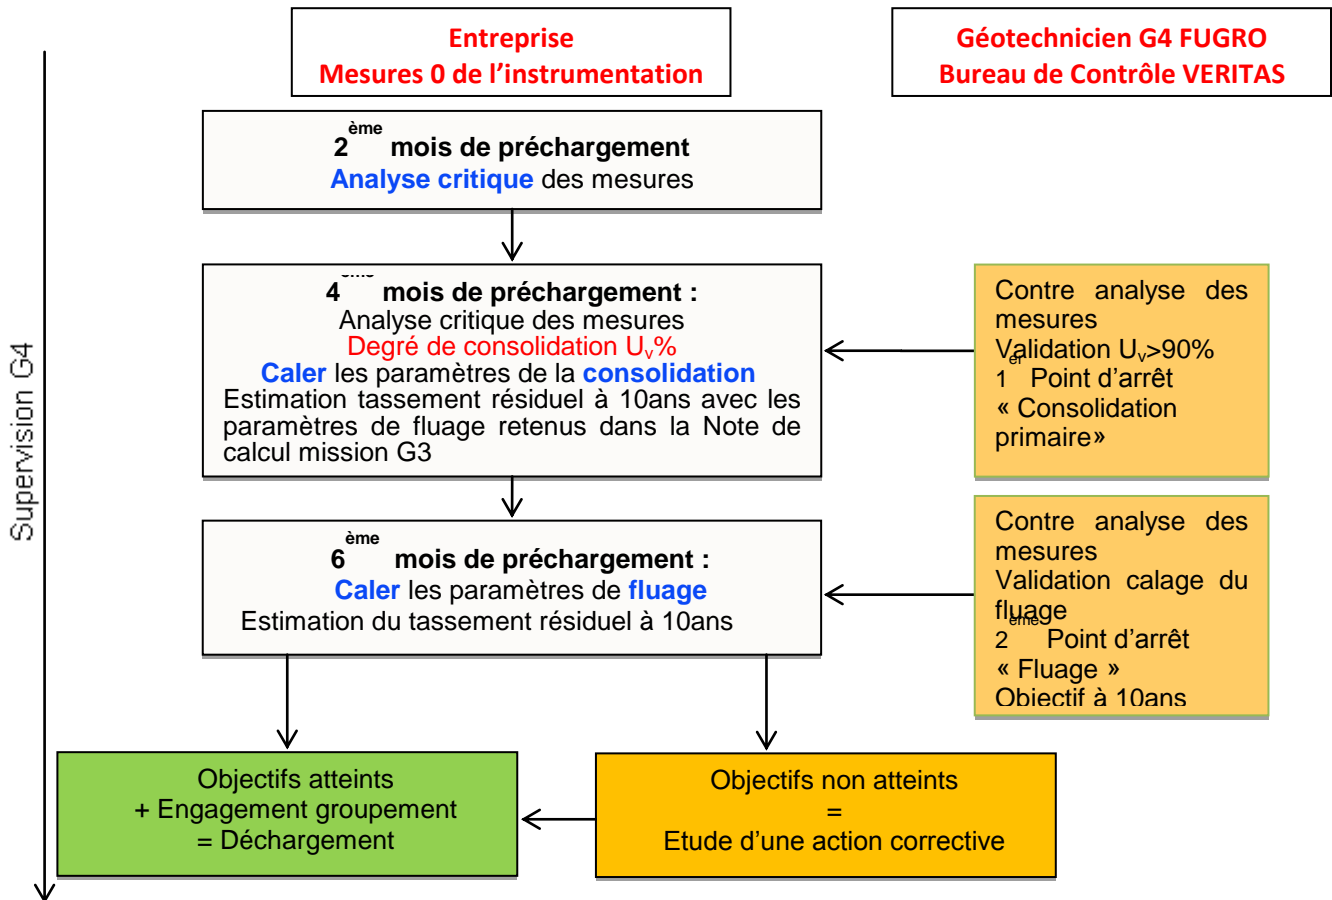 Entreprise
Mesures 0 de l’instrumentation
Géotechnicien G4 FUGRO
Bureau de Contrôle VERITAS
Supervision G4
2ème mois de préchargement
Analyse critique des mesures
4ème mois de préchargement :
Analyse critique des mesures
Degré de consolidation Uv%
Caler les paramètres de la consolidation
Estimation tassement résiduel à 10ans avec les
paramètres de fluage retenus dans la Note de
calcul mission G3
Contre analyse des
mesures
Validation Uv>90%
1er Point d’arrêt
« Consolidation
primaire»
6ème mois de préchargement :
Caler les paramètres de fluage
Estimation du tassement résiduel à 10ans
Contre analyse des
mesures
Validation calage du
fluage
2ème Point d’arrêt
« Fluage »
Objectif à 10ans
Objectifs atteints
+ Engagement groupement
= Déchargement
Objectifs non atteints
=
Etude d’une action corrective